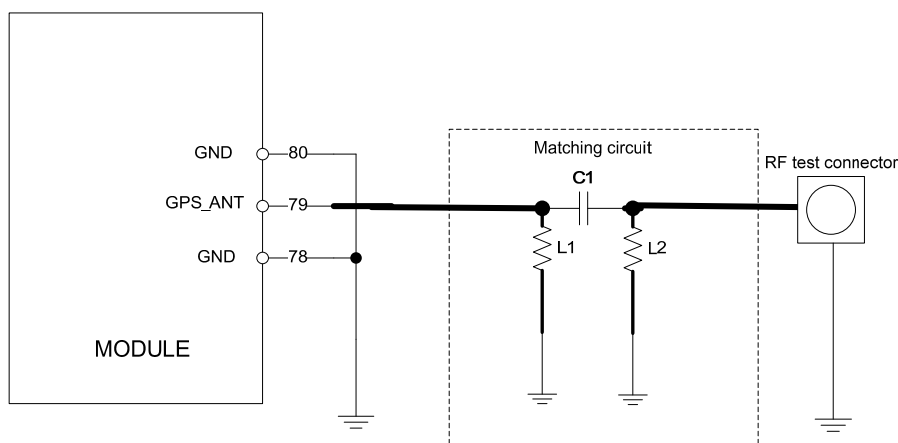 Matching circuit
RF test connector
GND 80
C1
GPS_ANT 79
L1
L2
GND 78
MODULE